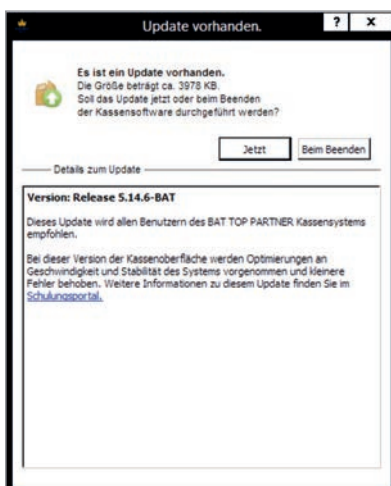 Update vorhanden.
? x
Es ist ein Update vorhanden.
Die Größe beträgt ca. 3978 KB.
Soll das Update jetzt oder beim Beenden
der Kassensoftware durchgeführt werden?
Jetzt Beim Beenden
Details zum Update
Version: Release 5.14.6-BAT
Dieses Update wird allen Benutzern des BAT TOP PARTNER Kassensystems
empfohlen.
Bei dieser Version der Kassenoberfläche werden Optimierungen an
Geschwindigkeit und Stabilität des Systems vorgenommen und kleinere
Fehler behoben. Weitere Informationen zu diesem Update finden Sie im
Schulungsportal.